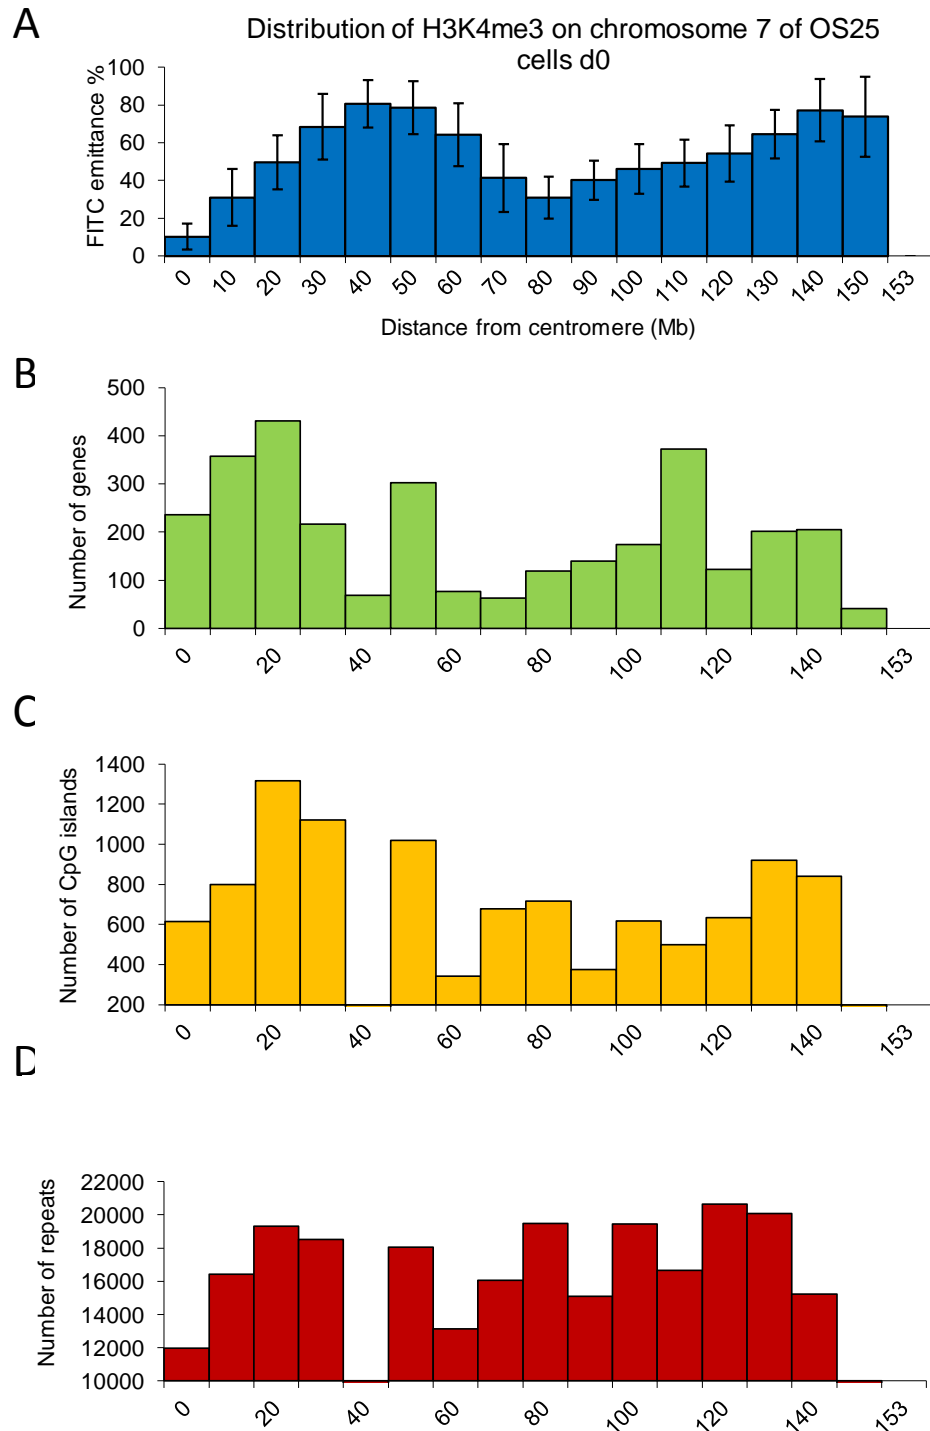 A
Distribution of H3K4me3 on chromosome 7 of OS25
cells d0
FITC emittance %
100
80
60
40
20
0
0 10 20 30 40 50 60 70 80 90 100 110 120 130 140 150 153
Distance from centromere (Mb)
B
Number of genes
500
400
300
200
100
0
0 20 40 60 80 100 120 140 153
C
Number of CpG islands
1400
1200
1000
800
600
400
200
0 20 40 60 80 100 120 140 153
D
Number of repeats
22000
20000
18000
16000
14000
12000
10000
0 20 40 60 80 100 120 140 153